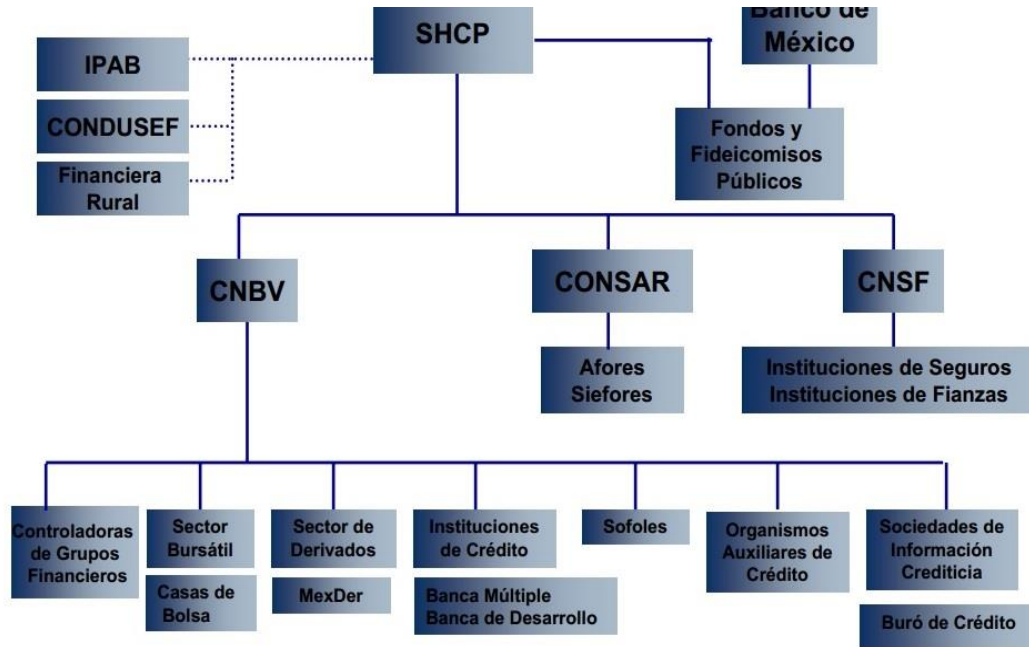 SHCP
Banco de
México
IPAB
CONDUSEF
Financiera
Rural
Fondos y
Fideicomisos
Públicos
CNBV
CONSAR
CNSF
Afores
Siefores
Instituciones de Seguros
Instituciones de Fianzas
Controladoras
de Grupos
Financieros
Sector
Bursátil
Casas de
Bolsa
Sector de
Derivados
MexDer
Instituciones
de Crédito
Banca Múltiple
Banca de Desarrollo
Sofoles
Organismos
Auxiliares de
Crédito
Sociedades de
Información
Crediticia
Buró de Crédito